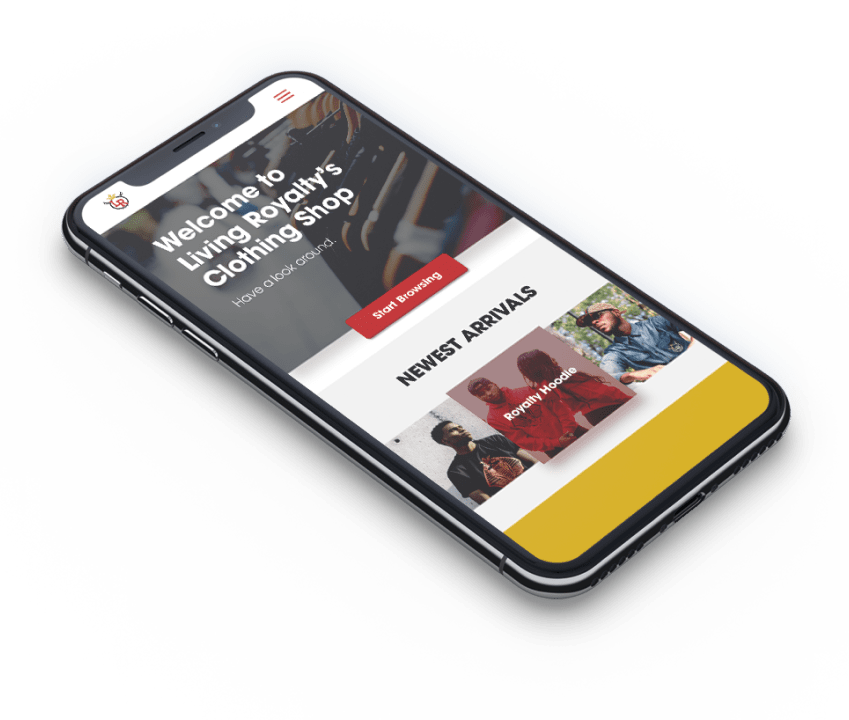 Welcome to
Living Royalty's
Clothing Shop
Have a look around.
Start Browsing
NEWEST ARRIVALS
Royalty Hoodie